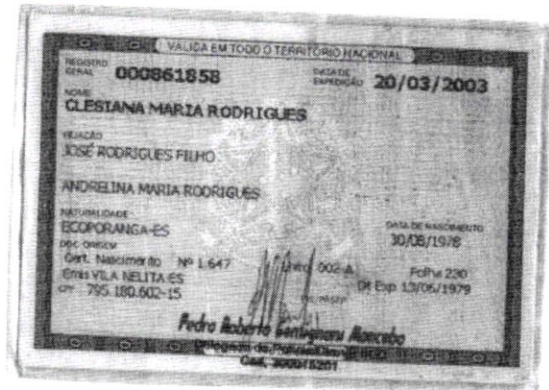 VÁLIDA EM TODO O TERRITÓRIO NACIONAL
REGISTRO GERAL 000861858 DATA DE EXPEDIÇÃO 20/03/2003
NOME
CLESIANA MARIA RODRIGUES
FILIAÇÃO
JOSÉ RODRIGUES FILHO
ANDRELINA MARIA RODRIGUES
NATURALIDADE DATA DE NASCIMENTO
ECOPORANGA-ES 30/08/1978
DOC. ORIGEM
Cert. Nascimento Nº 1.647 Livro 002-A Folha 230
Emis VILA NELITA ES Dt Exp 13/06/1979
CPF 795.180.602-15 PIS/PASEP
Pedro Roberto